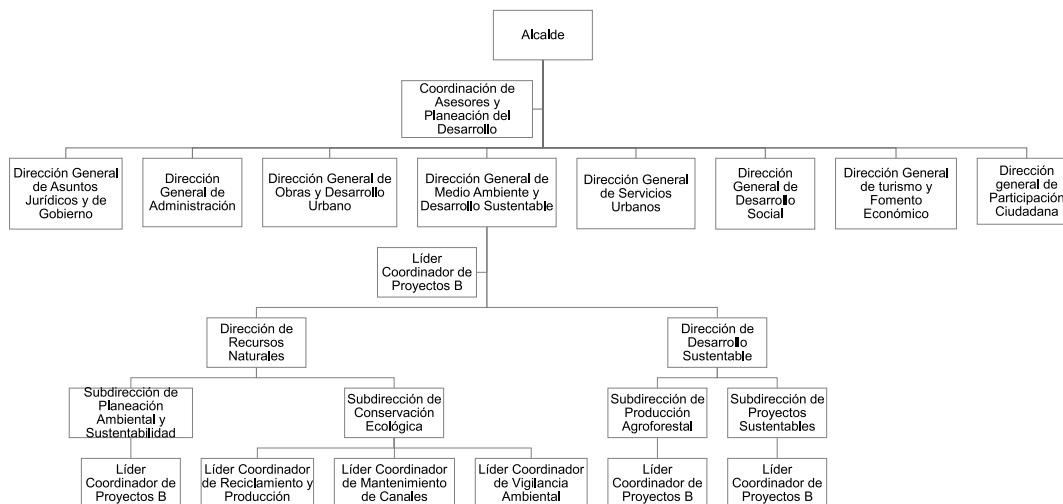 Alcalde
Coordinación de
Asesores y
Planeación del
Desarrollo
Dirección General
de Asuntos
Jurídicos y de
Gobierno
Dirección
General de
Administración
Dirección General de
Obras y Desarrollo
Urbano
Dirección General de
Medio Ambiente y
Desarrollo Sustentable
Dirección General
de Servicios
Urbanos
Dirección
General de
Desarrollo
Social
Dirección General
de turismo y
Fomento
Económico
Dirección
general de
Participación
Ciudadana
Líder
Coordinador de
Proyectos B
Dirección de
Recursos
Naturales
Dirección de
Desarrollo
Sustentable
Subdirección de
Planeación
Ambiental y
Sustentabilidad
Subdirección de
Conservación
Ecológica
Subdirección de
Producción
Agroforestal
Subdirección de
Proyectos
Sustentables
Líder
Coordinador de
Proyectos B
Líder Coordinador
de Reciclamiento y
Producción
Líder Coordinador
de Mantenimiento
de Canales
Líder Coordinador
de Vigilancia
Ambiental
Líder
Coordinador de
Proyectos B
Líder
Coordinador de
Proyectos B